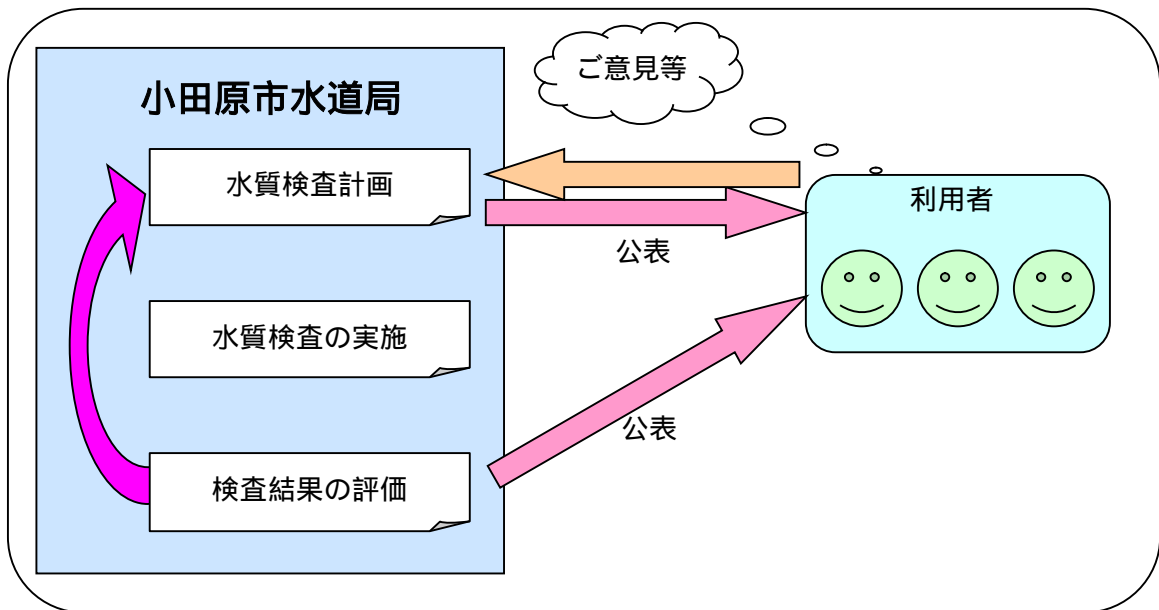 ご意見等
小田原市水道局
水質検査計画
利用者
公表
水質検査の実施
公表
検査結果の評価